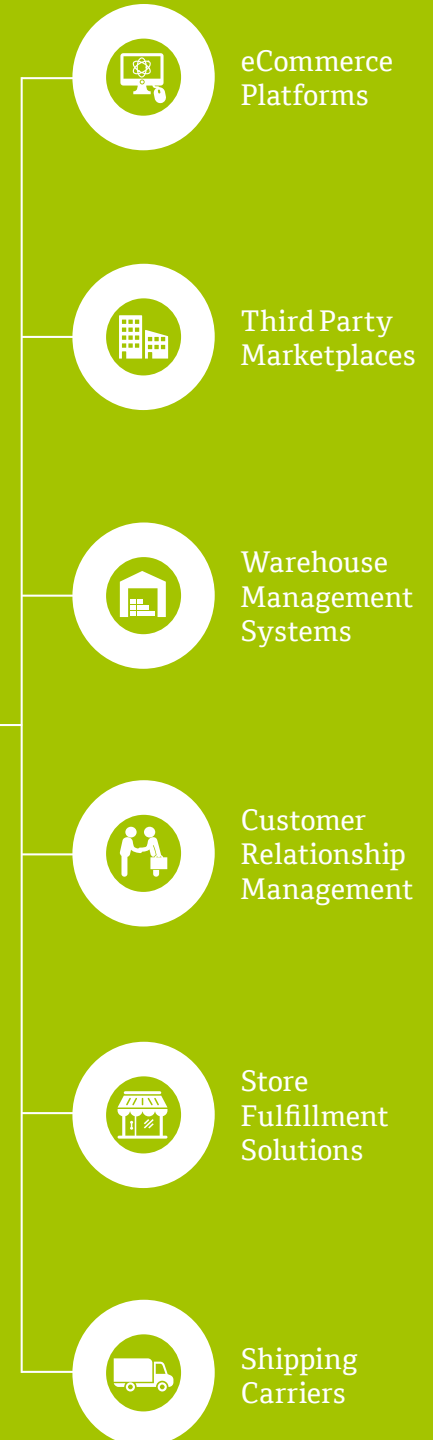 eCommerce
Platforms
Third Party
Marketplaces
Warehouse
Management
Systems
Customer
Relationship
Management
Store
Fulfillment
Solutions
Shipping
Carriers